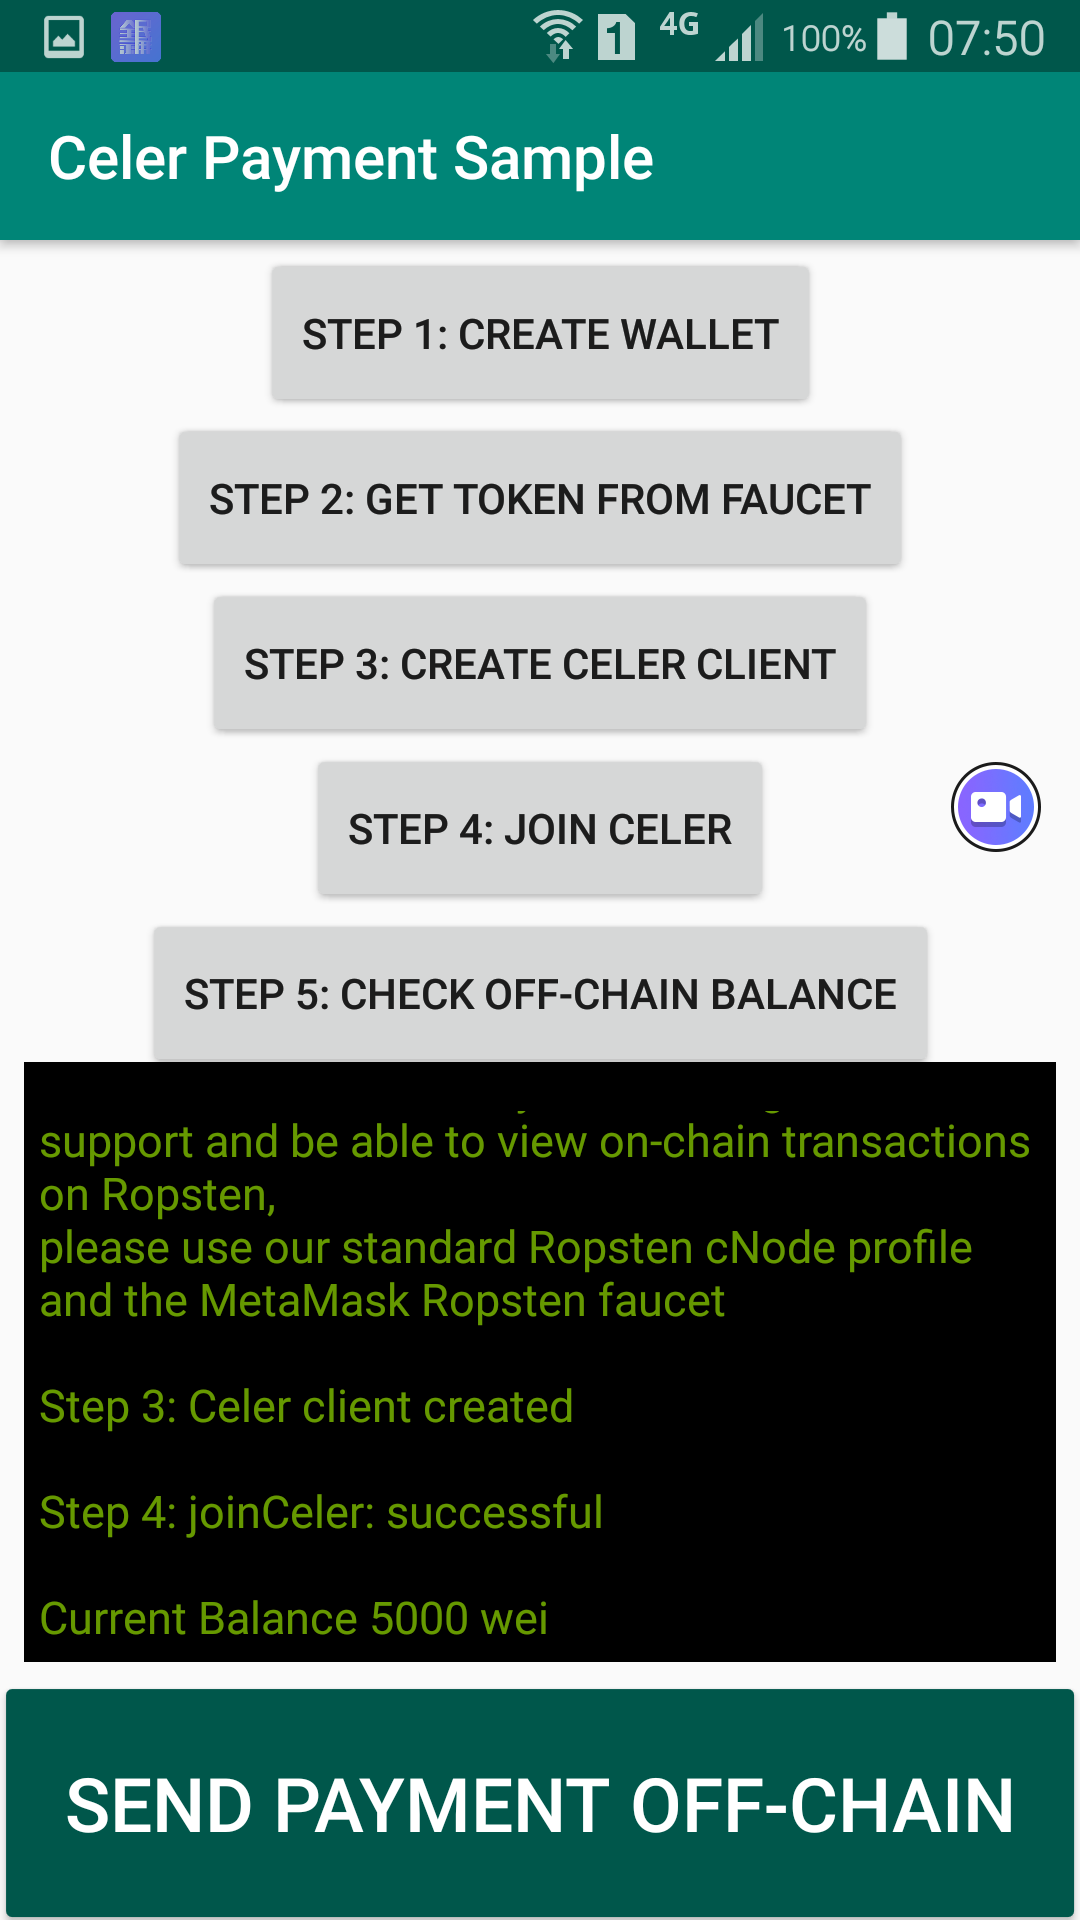 1 4G 100% 07:50
Celer Payment Sample
STEP 1: CREATE WALLET
STEP 2: GET TOKEN FROM FAUCET
STEP 3: CREATE CELER CLIENT
STEP 4: JOIN CELER
STEP 5: CHECK OFF-CHAIN BALANCE
support and be able to view on-chain transactions
on Ropsten,
please use our standard Ropsten cNode profile
and the MetaMask Ropsten faucet
Step 3: Celer client created
Step 4: joinCeler: successful
Current Balance 5000 wei
SEND PAYMENT OFF-CHAIN